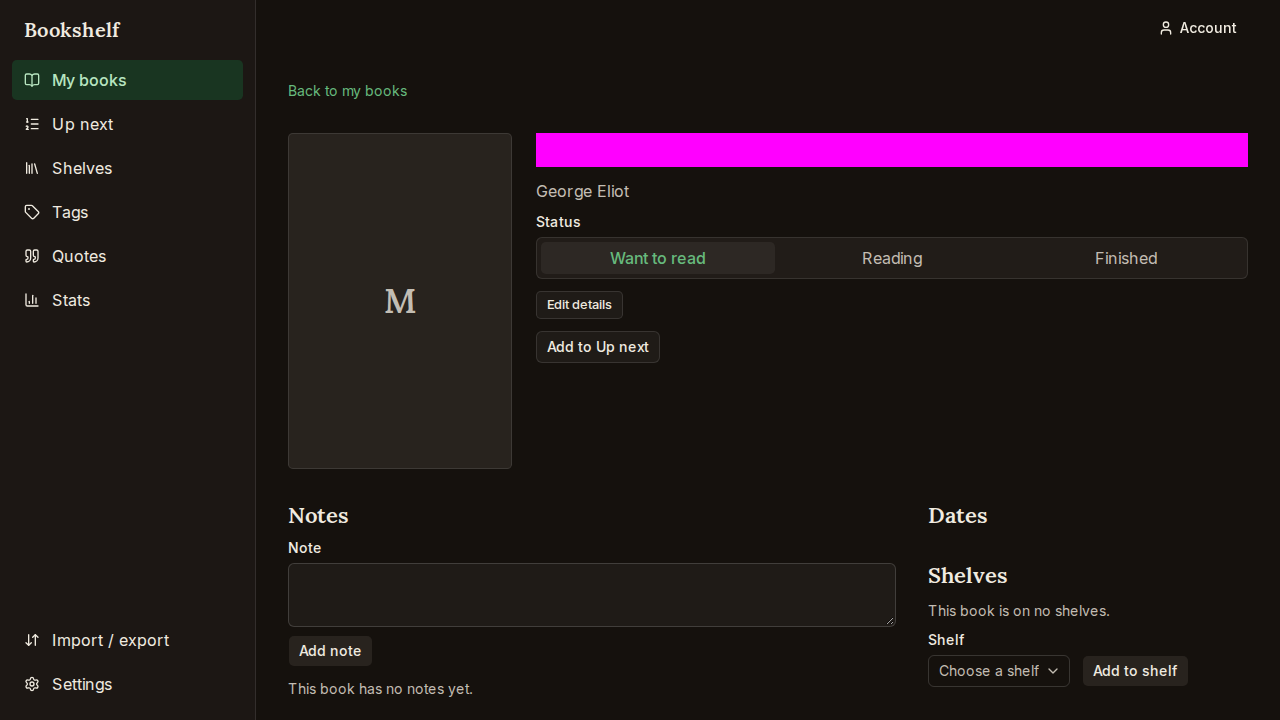 Bookshelf
My books
Up next
Shelves
Tags
Quotes
Stats
Import / export
Settings
Account
Back to my books
M
George Eliot
Status
Want to read
Reading
Finished
Edit details
Add to Up next
Notes
Note
Add note
This book has no notes yet.
Dates
Shelves
This book is on no shelves.
Shelf
Choose a shelf
Add to shelf